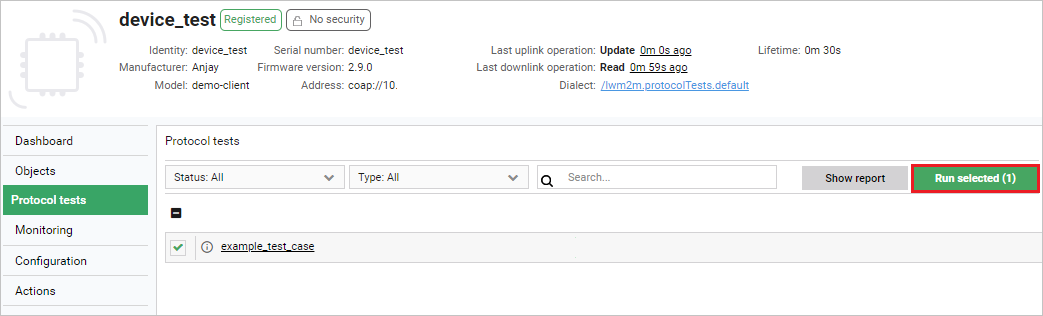 device_test Registered No security
Identity: device_test Serial number: device_test Last uplink operation: Update 0m 0s ago Lifetime: 0m 30s
Manufacturer: Anjay Firmware version: 2.9.0 Last downlink operation: Read 0m 59s ago
Model: demo-client Address: coap://10. Dialect: /lwm2m.protocolTests.default
Dashboard
Objects
Protocol tests
Monitoring
Configuration
Actions
Protocol tests
Status: All Type: All Search... Show report Run selected (1)
example_test_case